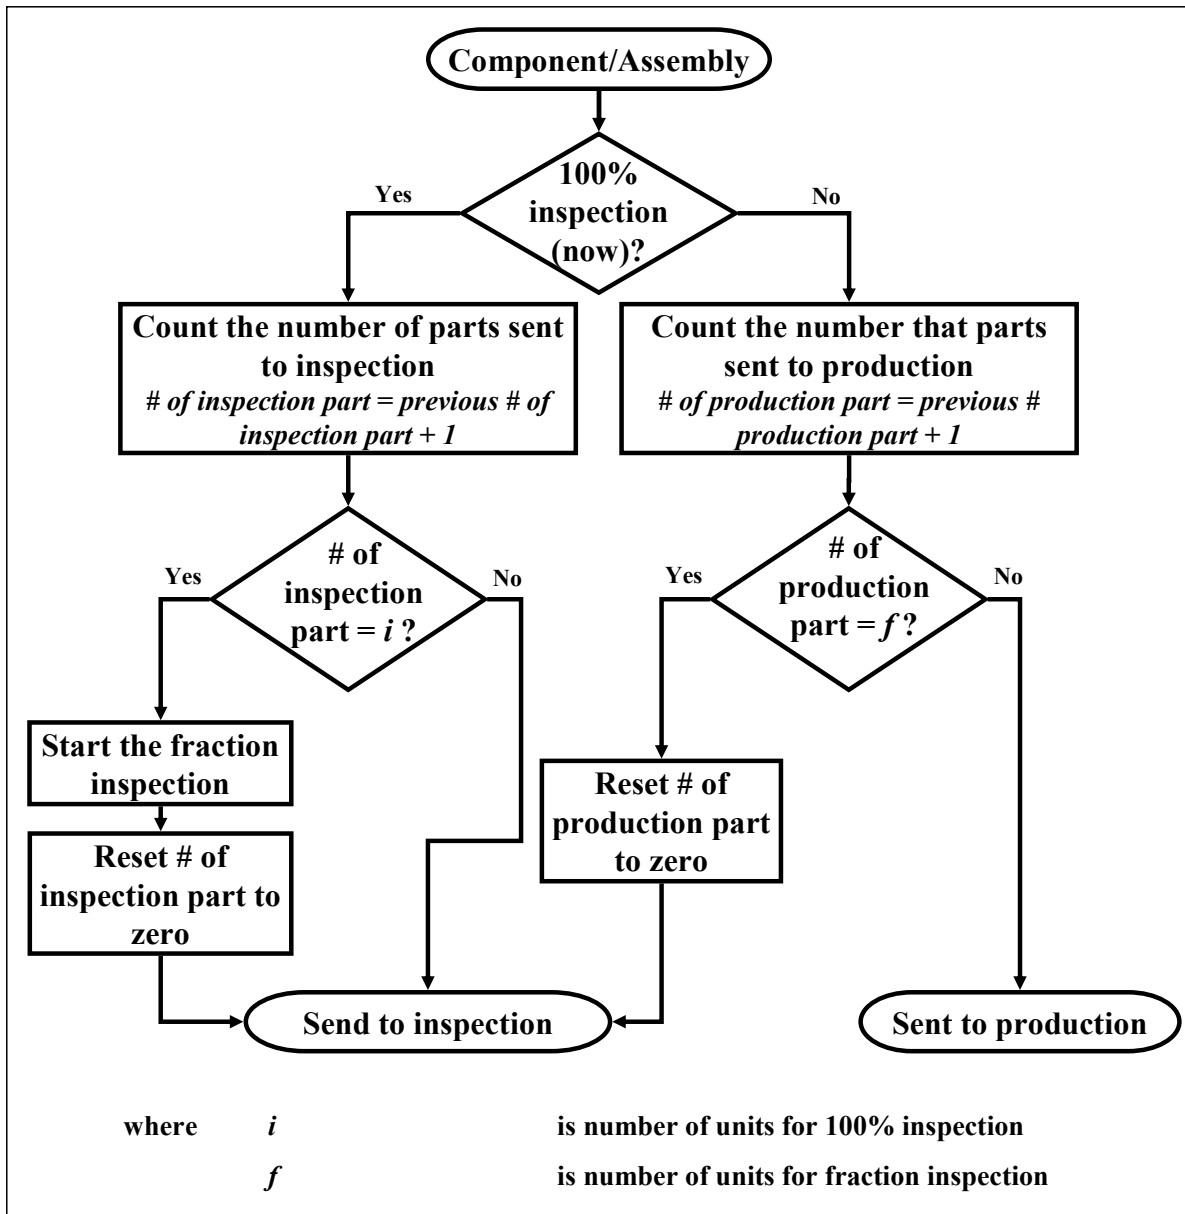 Component/Assembly
100%
inspection
(now)?
Yes
No
Count the number of parts sent
to inspection
# of inspection part = previous # of
inspection part + 1
Count the number that parts
sent to production
# of production part = previous #
production part + 1
# of
inspection
part = i ?
Yes
No
# of
production
part = f ?
Yes
No
Start the fraction
inspection
Reset # of
inspection part to
zero
Reset # of
production part
to zero
Send to inspection
Sent to production
where i is number of units for 100% inspection
f is number of units for fraction inspection